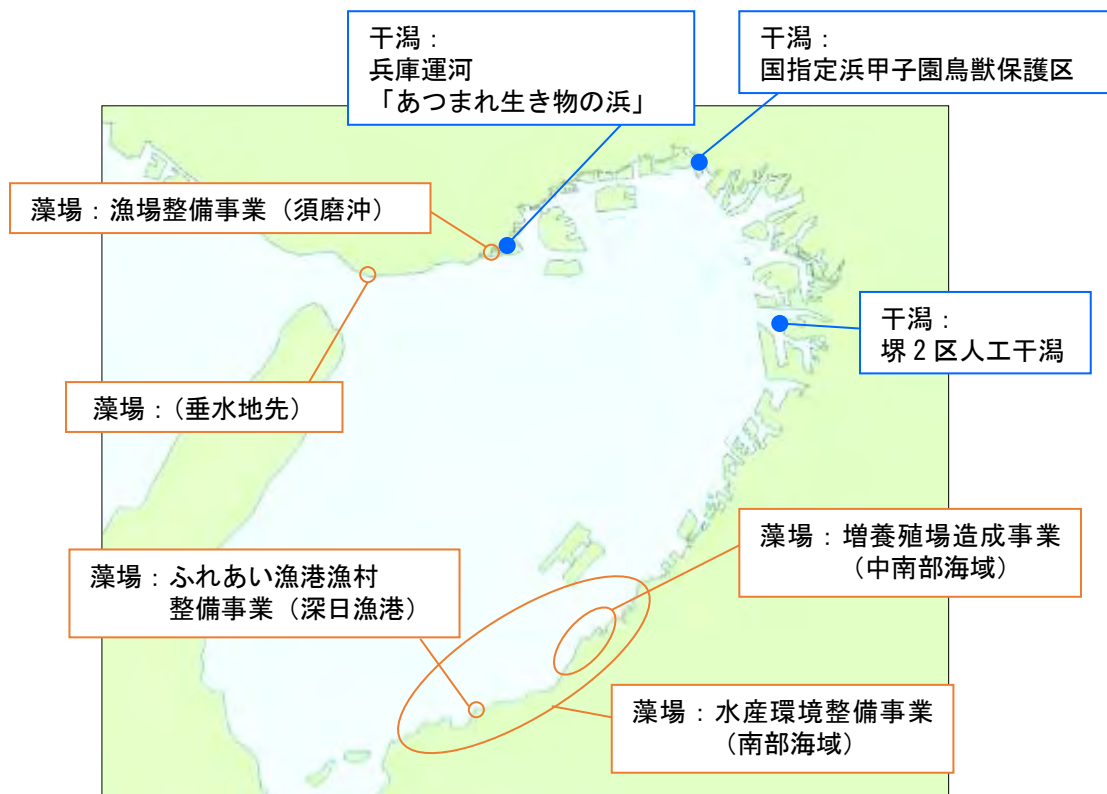 干潟：
兵庫運河
「あつまれ生き物の浜」
干潟：
国指定浜甲子園鳥獣保護区
藻場：漁場整備事業（須磨沖）
干潟：
堺２区人工干潟
藻場：（垂水地先）
藻場：増養殖場造成事業
（中南部海域）
藻場：ふれあい漁港漁村
整備事業（深日漁港）
藻場：水産環境整備事業
（南部海域）